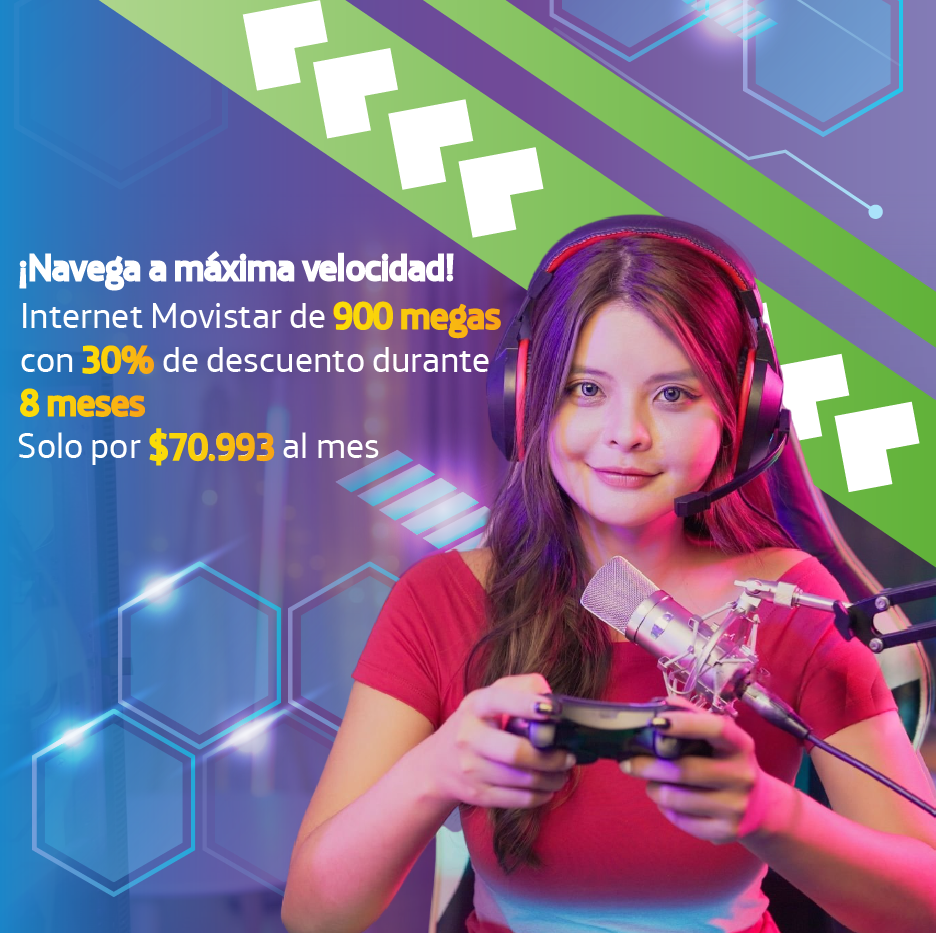 ¡Navega a máxima velocidad!
Internet Movistar de 900 megas
con 30% de descuento durante
8 meses
Solo por $70.993 al mes